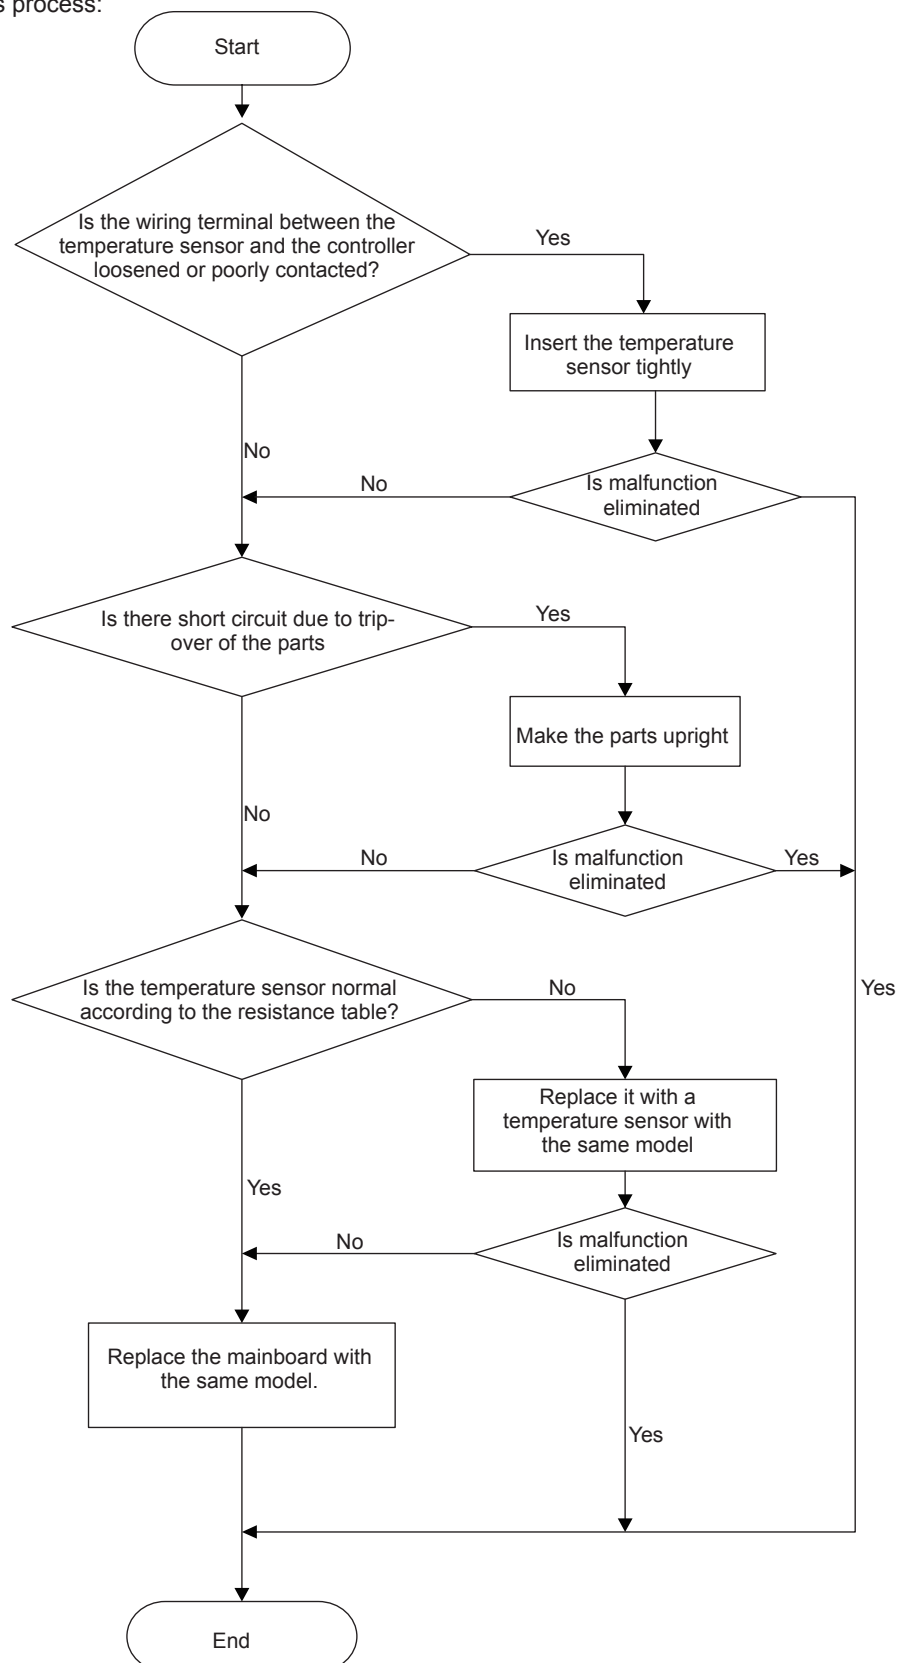 s process:
Start
Is the wiring terminal between the
temperature sensor and the controller
loosened or poorly contacted?
Yes
Insert the temperature
sensor tightly
No
No
Is malfunction
eliminated
Is there short circuit due to trip-
over of the parts
Yes
Make the parts upright
No
No
Is malfunction
eliminated
Yes
Is the temperature sensor normal
according to the resistance table?
No
Yes
Replace it with a
temperature sensor with
the same model
Yes
No
Is malfunction
eliminated
Replace the mainboard with
the same model.
Yes
End